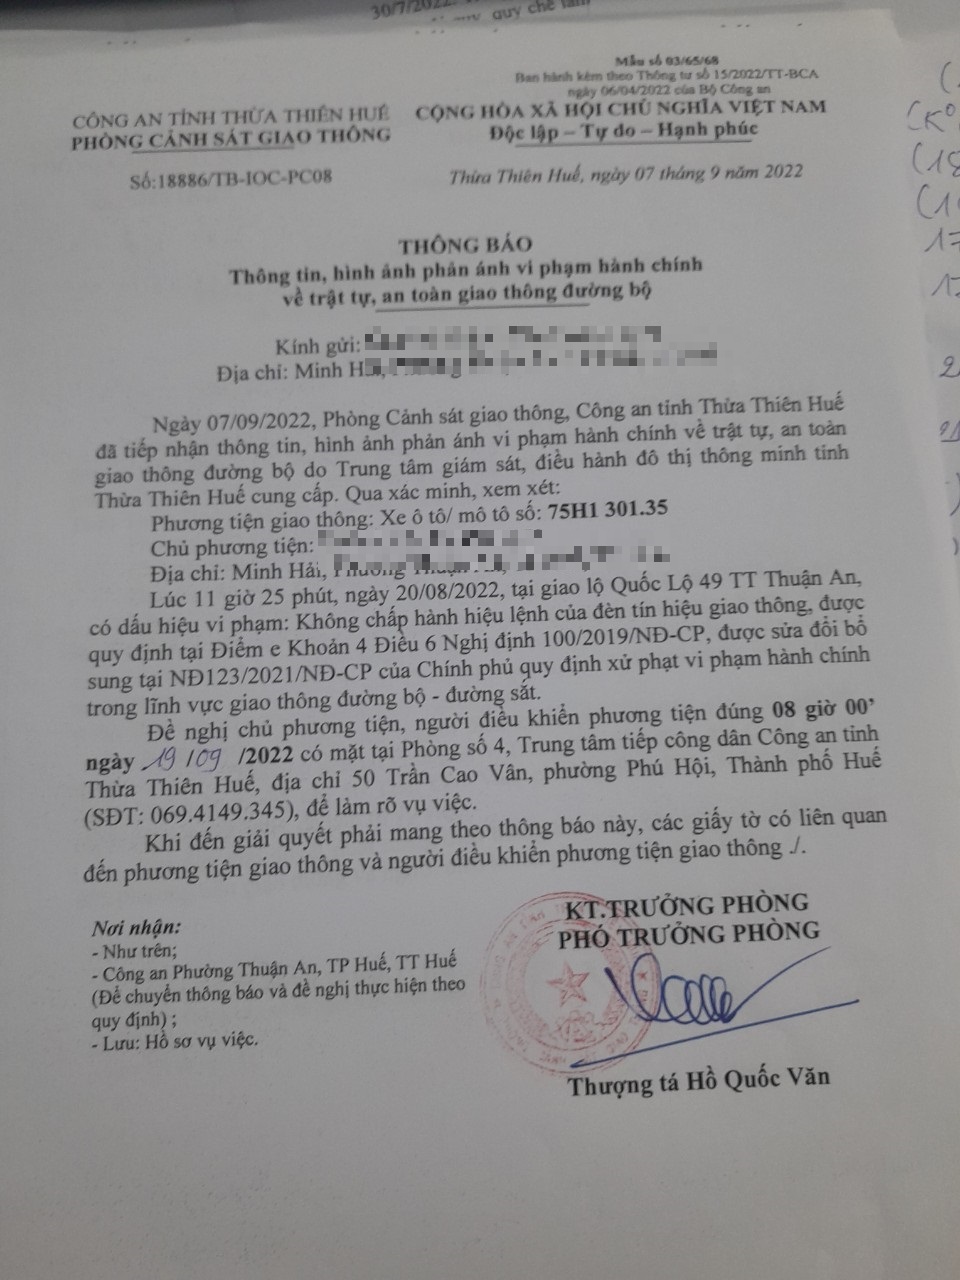 30/7/2022.
quy chế làm
Mẫu số 03/65/68
Ban hành kèm theo Thông tư số 15/2022/TT-BCA
ngày 06/04/2022 của Bộ Công an
CÔNG AN TỈNH THỪA THIÊN HUẾ
CỘNG HÒA XÃ HỘI CHỦ NGHĨA VIỆT NAM
PHÒNG CẢNH SÁT GIAO THÔNG
Độc lập – Tự do – Hạnh phúc
Số:18886/TB-IOC-PC08
Thừa Thiên Huế, ngày 07 tháng 9 năm 2022
THÔNG BÁO
Thông tin, hình ảnh phản ánh vi phạm hành chính
về trật tự, an toàn giao thông đường bộ
Kính gửi:
Địa chỉ: Minh
Ngày 07/09/2022, Phòng Cảnh sát giao thông, Công an tỉnh Thừa Thiên Huế
đã tiếp nhận thông tin, hình ảnh phản ánh vi phạm hành chính về trật tự, an toàn
giao thông đường bộ do Trung tâm giám sát, điều hành đô thị thông minh tỉnh
Thừa Thiên Huế cung cấp. Qua xác minh, xem xét:
Phương tiện giao thông: Xe ô tô/ mô tô số: 75H1 301.35
Chủ phương tiện:
Địa chỉ: Minh Hải,
Lúc 11 giờ 25 phút, ngày 20/08/2022, tại giao lộ Quốc Lộ 49 TT Thuận An,
có dấu hiệu vi phạm: Không chấp hành hiệu lệnh của đèn tín hiệu giao thông, được
quy định tại Điểm e Khoản 4 Điều 6 Nghị định 100/2019/NĐ-CP, được sửa đổi bổ
sung tại NĐ123/2021/NĐ-CP của Chính phủ quy định xử phạt vi phạm hành chính
trong lĩnh vực giao thông đường bộ - đường sắt.
Đề nghị chủ phương tiện, người điều khiển phương tiện đúng 08 giờ 00’
ngày 19/09 /2022 có mặt tại Phòng số 4, Trung tâm tiếp công dân Công an tỉnh
Thừa Thiên Huế, địa chỉ 50 Trần Cao Vân, phường Phú Hội, Thành phố Huế
(SĐT: 069.4149.345), để làm rõ vụ việc.
Khi đến giải quyết phải mang theo thông báo này, các giấy tờ có liên quan
đến phương tiện giao thông và người điều khiển phương tiện giao thông ./.
Nơi nhận:
- Như trên;
- Công an Phường Thuận An, TP Huế, TT Huế
(Để chuyển thông báo và đề nghị thực hiện theo
quy định) ;
- Lưu: Hồ sơ vụ việc.
KT.TRƯỞNG PHÒNG
PHÓ TRƯỞNG PHÒNG
Thượng tá Hồ Quốc Văn